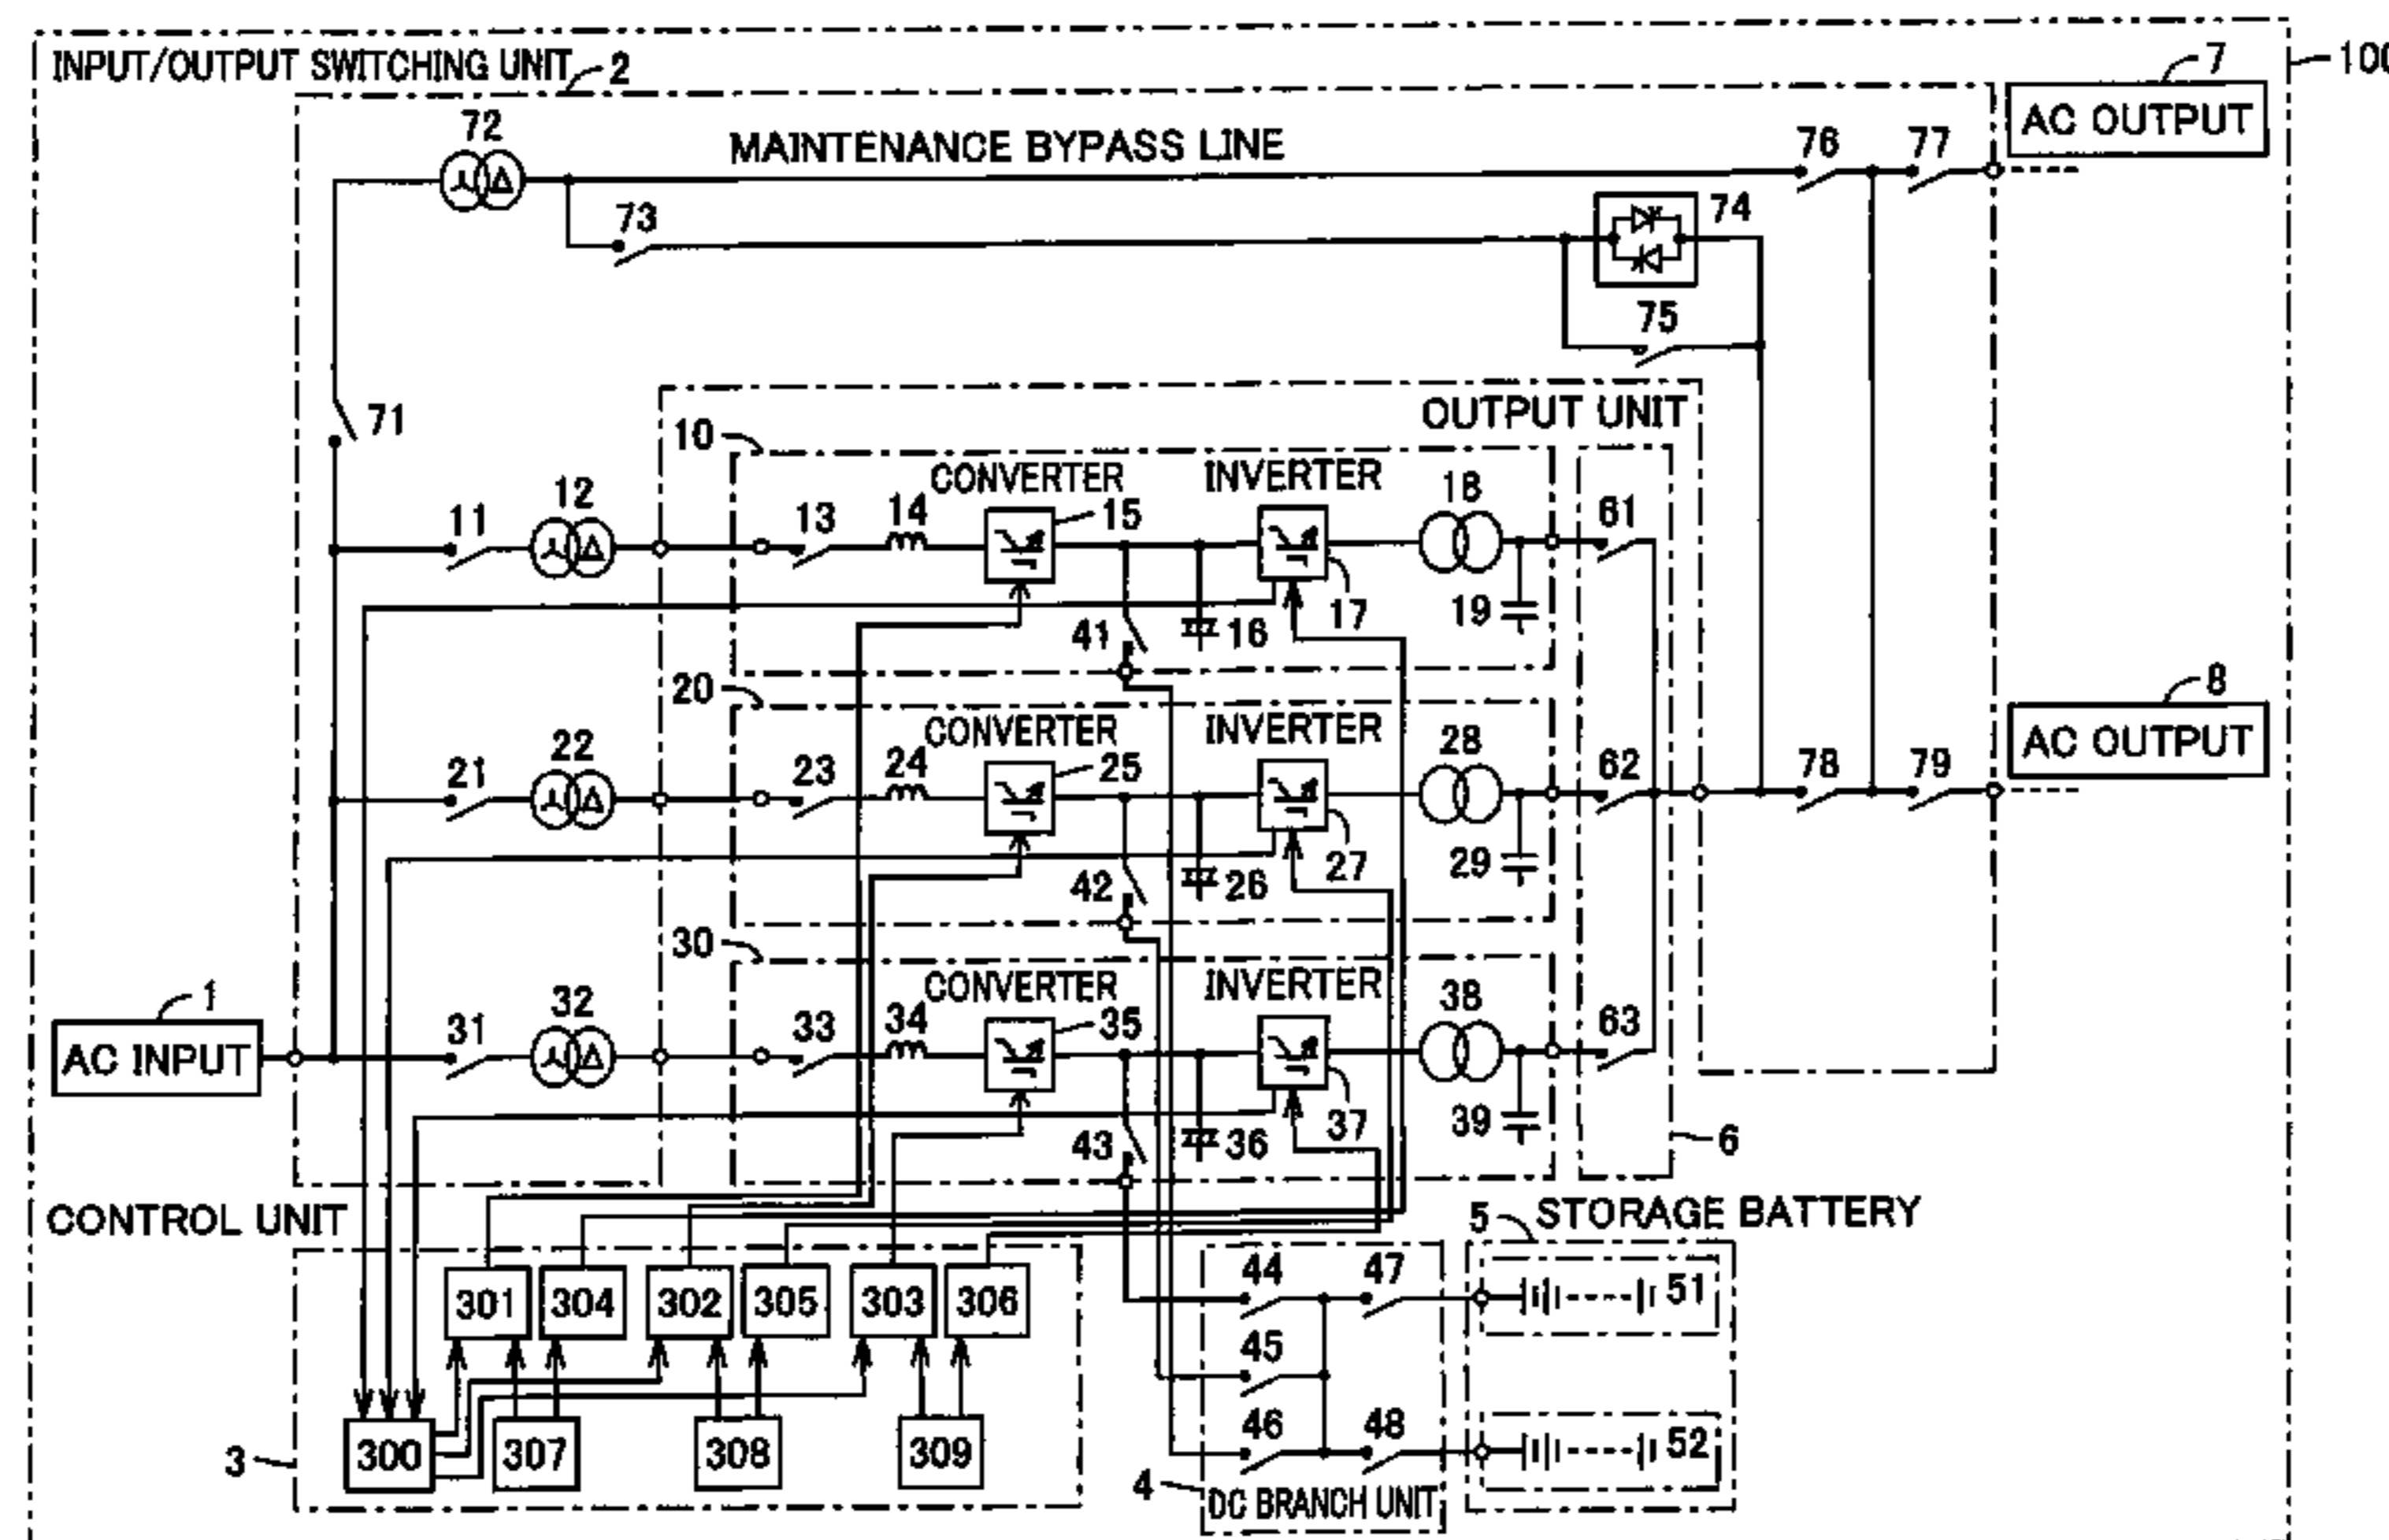 INPUT/OUTPUT SWITCHING UNIT 2 7 100
AC OUTPUT
72 MAINTENANCE BYPASS LINE 76 77
73 74
75
71 OUTPUT UNIT
10 CONVERTER INVERTER
11 12 13 14 15 18 61
41 16 17 19
20 CONVERTER INVERTER 8
AC OUTPUT
21 22 23 24 25 28 62 78 79
42 26 27 29
30 CONVERTER INVERTER
1 31 32 33 34 35 38 63
AC INPUT
43 36 37 39 6
CONTROL UNIT 5 STORAGE BATTERY
301 304 302 305 303 306 44 47 51
45
3 300 307 308 309 46 48 52
4 DC BRANCH UNIT